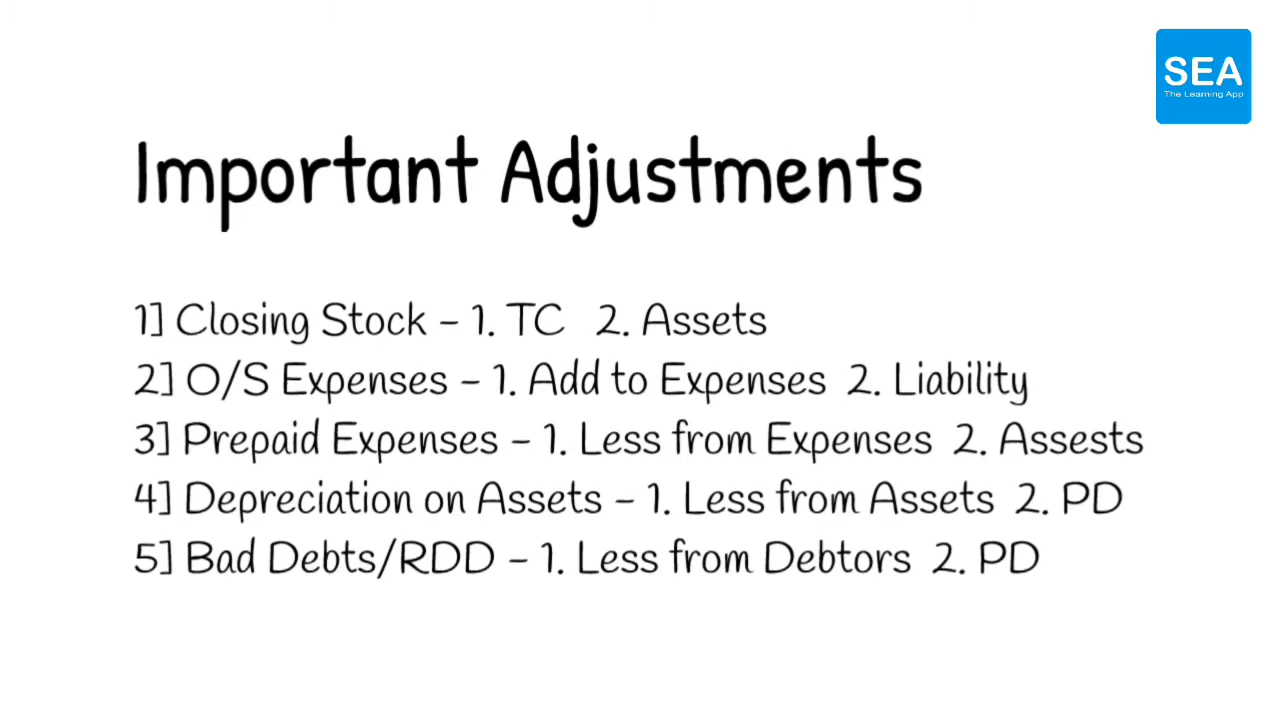 SEA
The Learning App
Important Adjustments
1] Closing Stock - 1. TC 2. Assets
2] O/S Expenses - 1. Add to Expenses 2. Liability
3] Prepaid Expenses - 1. Less from Expenses 2. Assests
4] Depreciation on Assets - 1. Less from Assets 2. PD
5] Bad Debts/RDD - 1. Less from Debtors 2. PD